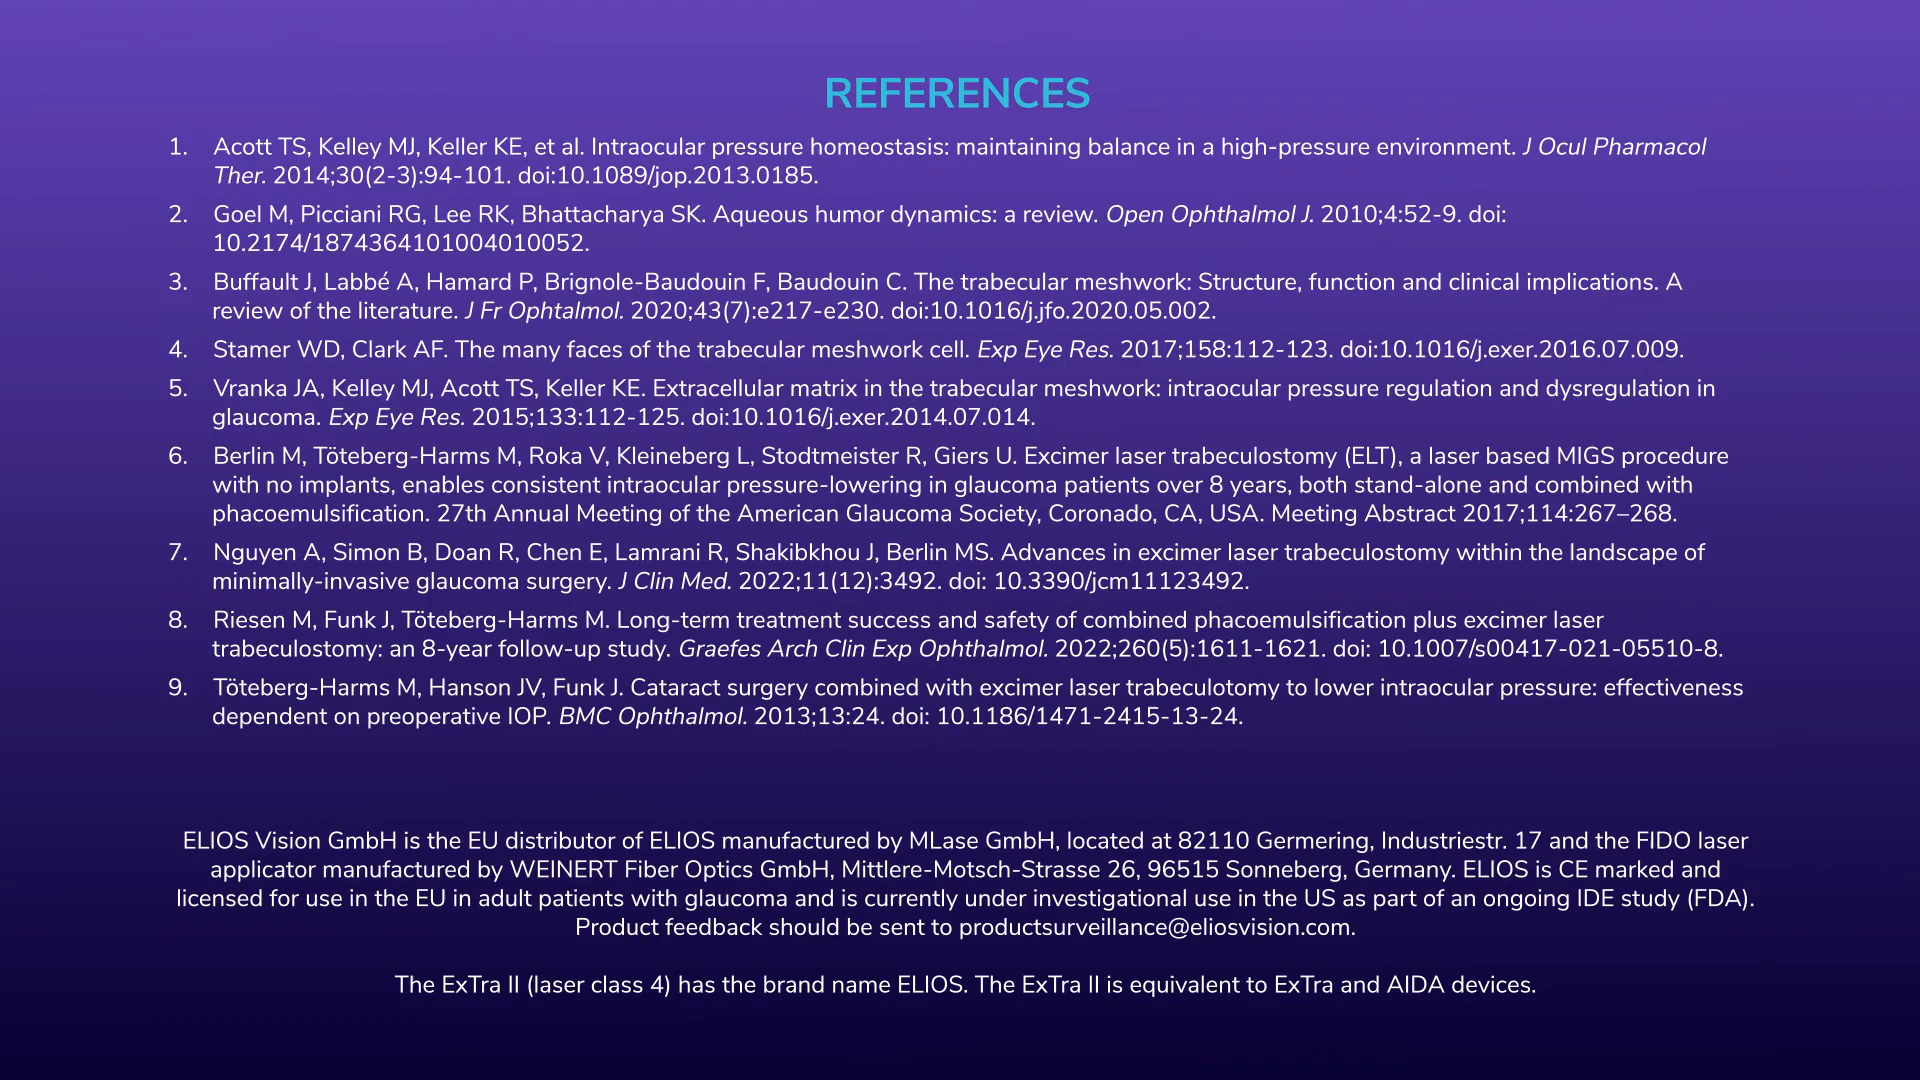 REFERENCES
1. Acott TS, Kelley MJ, Keller KE, et al. Intraocular pressure homeostasis: maintaining balance in a high-pressure environment. J Ocul Pharmacol
Ther. 2014;30(2-3):94-101. doi:10.1089/jop.2013.0185.
2. Goel M, Picciani RG, Lee RK, Bhattacharya SK. Aqueous humor dynamics: a review. Open Ophthalmol J. 2010;4:52-9. doi:
10.2174/1874364101004010052.
3. Buffault J, Labbé A, Hamard P, Brignole-Baudouin F, Baudouin C. The trabecular meshwork: Structure, function and clinical implications. A
review of the literature. J Fr Ophtalmol. 2020;43(7):e217-e230. doi:10.1016/j.jfo.2020.05.002.
4. Stamer WD, Clark AF. The many faces of the trabecular meshwork cell. Exp Eye Res. 2017;158:112-123. doi:10.1016/j.exer.2016.07.009.
5. Vranka JA, Kelley MJ, Acott TS, Keller KE. Extracellular matrix in the trabecular meshwork: intraocular pressure regulation and dysregulation in
glaucoma. Exp Eye Res. 2015;133:112-125. doi:10.1016/j.exer.2014.07.014.
6. Berlin M, Töteberg-Harms M, Roka V, Kleineberg L, Stodtmeister R, Giers U. Excimer laser trabeculostomy (ELT), a laser based MIGS procedure
with no implants, enables consistent intraocular pressure-lowering in glaucoma patients over 8 years, both stand-alone and combined with
phacoemulsification. 27th Annual Meeting of the American Glaucoma Society, Coronado, CA, USA. Meeting Abstract 2017;114:267–268.
7. Nguyen A, Simon B, Doan R, Chen E, Lamrani R, Shakibkhou J, Berlin MS. Advances in excimer laser trabeculostomy within the landscape of
minimally-invasive glaucoma surgery. J Clin Med. 2022;11(12):3492. doi: 10.3390/jcm11123492.
8. Riesen M, Funk J, Töteberg-Harms M. Long-term treatment success and safety of combined phacoemulsification plus excimer laser
trabeculostomy: an 8-year follow-up study. Graefes Arch Clin Exp Ophthalmol. 2022;260(5):1611-1621. doi: 10.1007/s00417-021-05510-8.
9. Töteberg-Harms M, Hanson JV, Funk J. Cataract surgery combined with excimer laser trabeculotomy to lower intraocular pressure: effectiveness
dependent on preoperative IOP. BMC Ophthalmol. 2013;13:24. doi: 10.1186/1471-2415-13-24.
ELIOS Vision GmbH is the EU distributor of ELIOS manufactured by MLase GmbH, located at 82110 Germering, Industriestr. 17 and the FIDO laser
applicator manufactured by WEINERT Fiber Optics GmbH, Mittlere-Motsch-Strasse 26, 96515 Sonneberg, Germany. ELIOS is CE marked and
licensed for use in the EU in adult patients with glaucoma and is currently under investigational use in the US as part of an ongoing IDE study (FDA).
Product feedback should be sent to productsurveillance@eliosvision.com.
The ExTra II (laser class 4) has the brand name ELIOS. The ExTra II is equivalent to ExTra and AIDA devices.